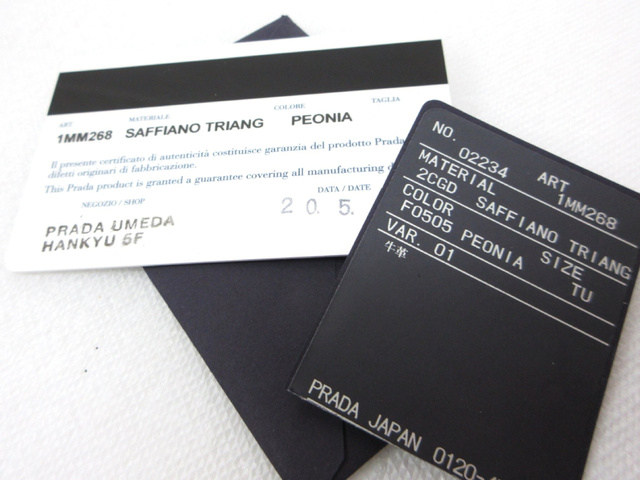 ART MATERIALE COLORE TAGLIA
1MM268 SAFFIANO TRIANG PEONIA
Il presente certificato di autenticità costituisce garanzia del prodotto Prada
difetti originari di fabbricazione.
This Prada product is granted a guarantee covering all manufacturing
NEGOZIO / SHOP DATA / DATE
20. 5.
PRADA UMEDA
HANKYU 5F
NO. 02234 ART 1MM268
MATERIAL
2CGD SAFFIANO TRIANG
COLOR SIZE
F0505 PEONIA TU
VAR. 01
牛革
PRADA JAPAN 0120-